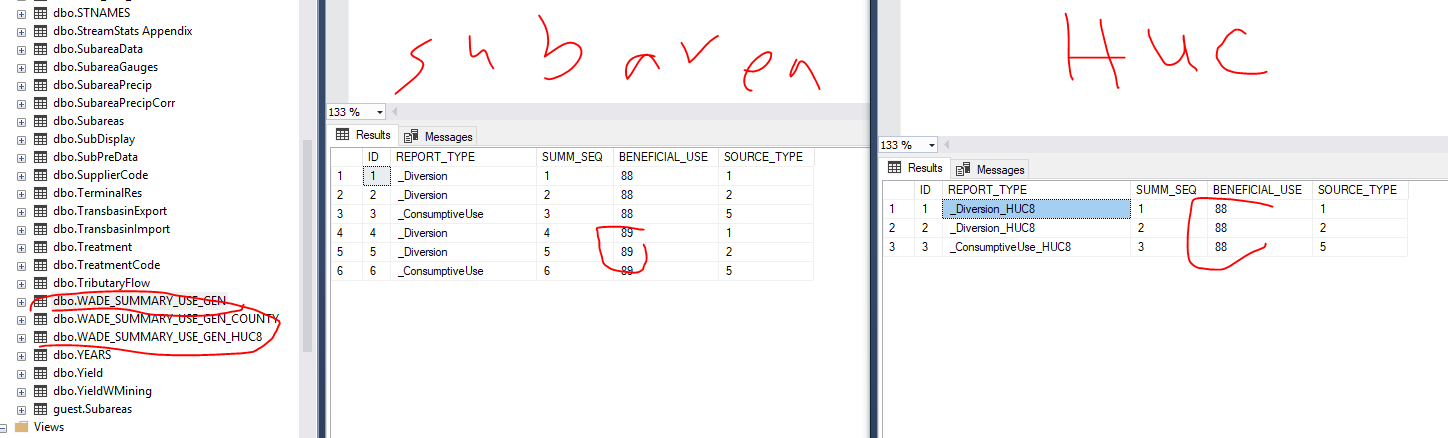 dbo.STNAMES
dbo.StreamStats Appendix
dbo.SubareaData
dbo.SubareaGauges
dbo.SubareaPrecip
dbo.SubareaPrecipCorr
dbo.Subareas
dbo.SubDisplay
dbo.SubPreData
dbo.SupplierCode
dbo.TerminalRes
dbo.TransbasinExport
dbo.TransbasinImport
dbo.Treatment
dbo.TreatmentCode
dbo.TributaryFlow
dbo.WADE_SUMMARY_USE_GEN
dbo.WADE_SUMMARY_USE_GEN_COUNTY
dbo.WADE_SUMMARY_USE_GEN_HUC8
dbo.YEARS
dbo.Yield
dbo.YieldWMining
guest.Subareas
Views
subarea
133 %
Results Messages
ID REPORT_TYPE SUMM_SEQ BENEFICIAL_USE SOURCE_TYPE
1 1 _Diversion 1 88 1
2 2 _Diversion 2 88 2
3 3 _ConsumptiveUse 3 88 5
4 4 _Diversion 4 89 1
5 5 _Diversion 5 89 2
6 6 _ConsumptiveUse 6 89 5
Huc
133 %
Results Messages
ID REPORT_TYPE SUMM_SEQ BENEFICIAL_USE SOURCE_TYPE
1 1 _Diversion_HUC8 1 88 1
2 2 _Diversion_HUC8 2 88 2
3 3 _ConsumptiveUse_HUC8 3 88 5